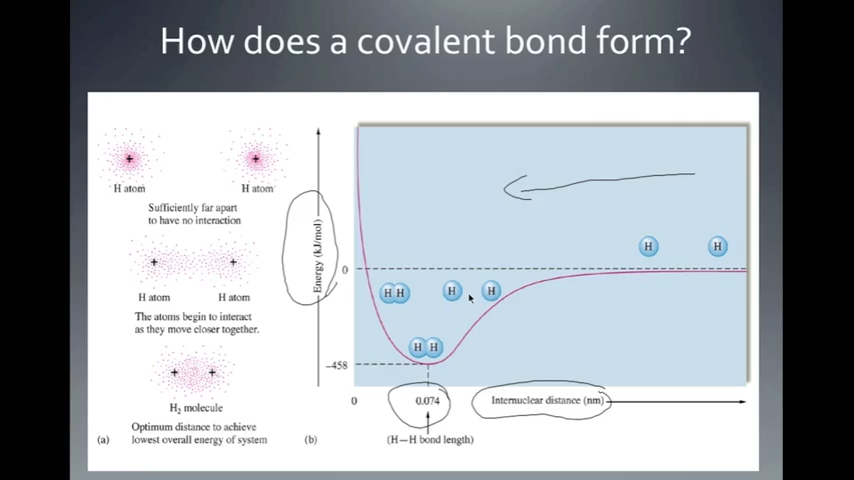 How does a covalent bond form?
+
+
H atom
H atom
Sufficiently far apart
to have no interaction
+
+
H atom
H atom
The atoms begin to interact
as they move closer together.
+
+
H₂ molecule
(a)
Optimum distance to achieve
lowest overall energy of system
Energy (kJ/mol)
0
-458
H
H
H H
H
H
H H
0
0.074
Internuclear distance (nm)
(b)
(H—H bond length)